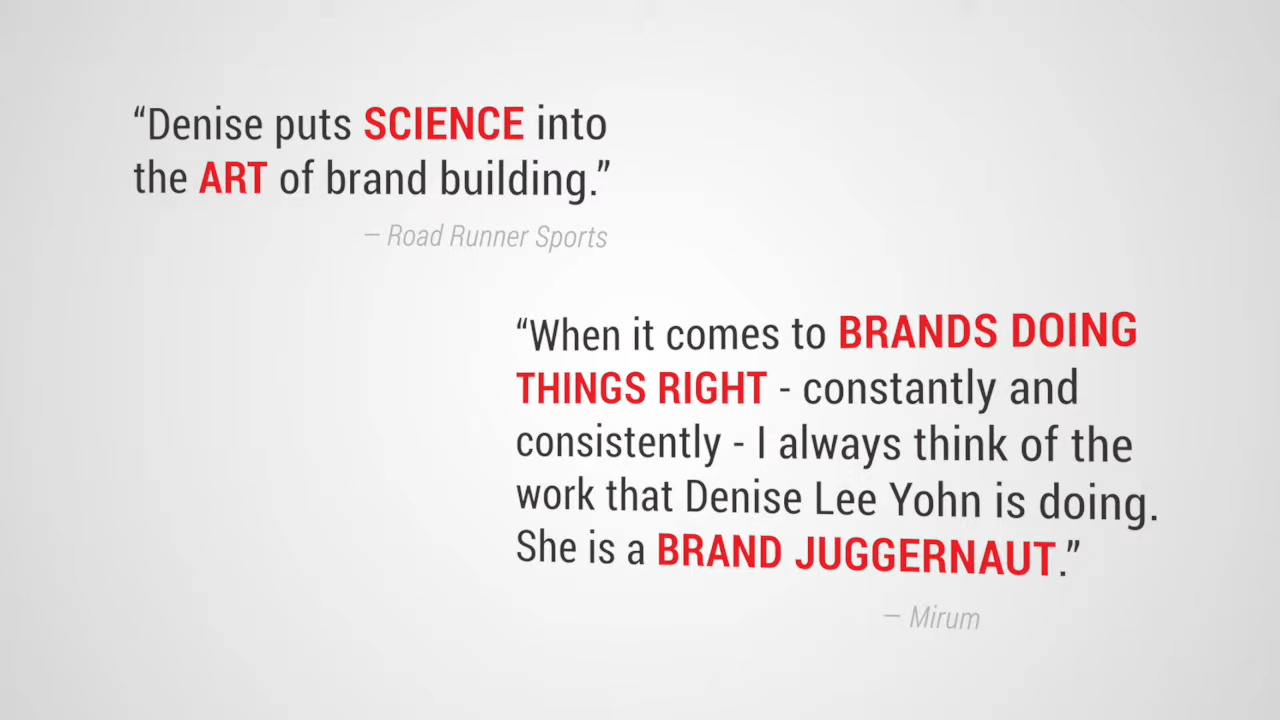 “Denise puts SCIENCE into
the ART of brand building.”
– Road Runner Sports
“When it comes to BRANDS DOING
THINGS RIGHT - constantly and
consistently - I always think of the
work that Denise Lee Yohn is doing.
She is a BRAND JUGGERNAUT.”
– Mirum